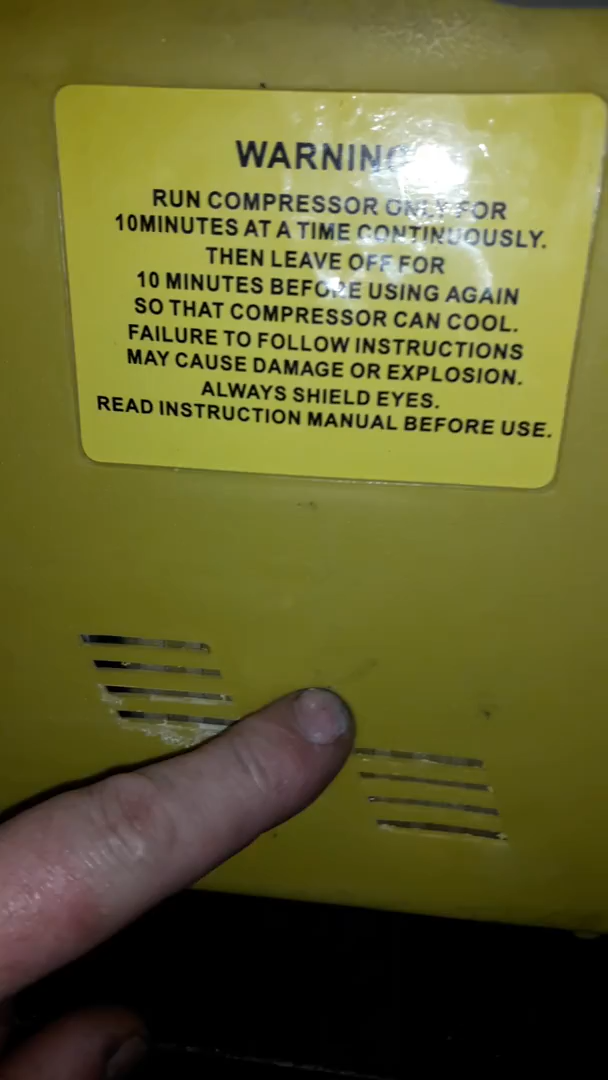 WARNING
RUN COMPRESSOR ONLY FOR
10MINUTES AT A TIME CONTINUOUSLY.
THEN LEAVE OFF FOR
10 MINUTES BEFORE USING AGAIN
SO THAT COMPRESSOR CAN COOL.
FAILURE TO FOLLOW INSTRUCTIONS
MAY CAUSE DAMAGE OR EXPLOSION.
ALWAYS SHIELD EYES.
READ INSTRUCTION MANUAL BEFORE USE.